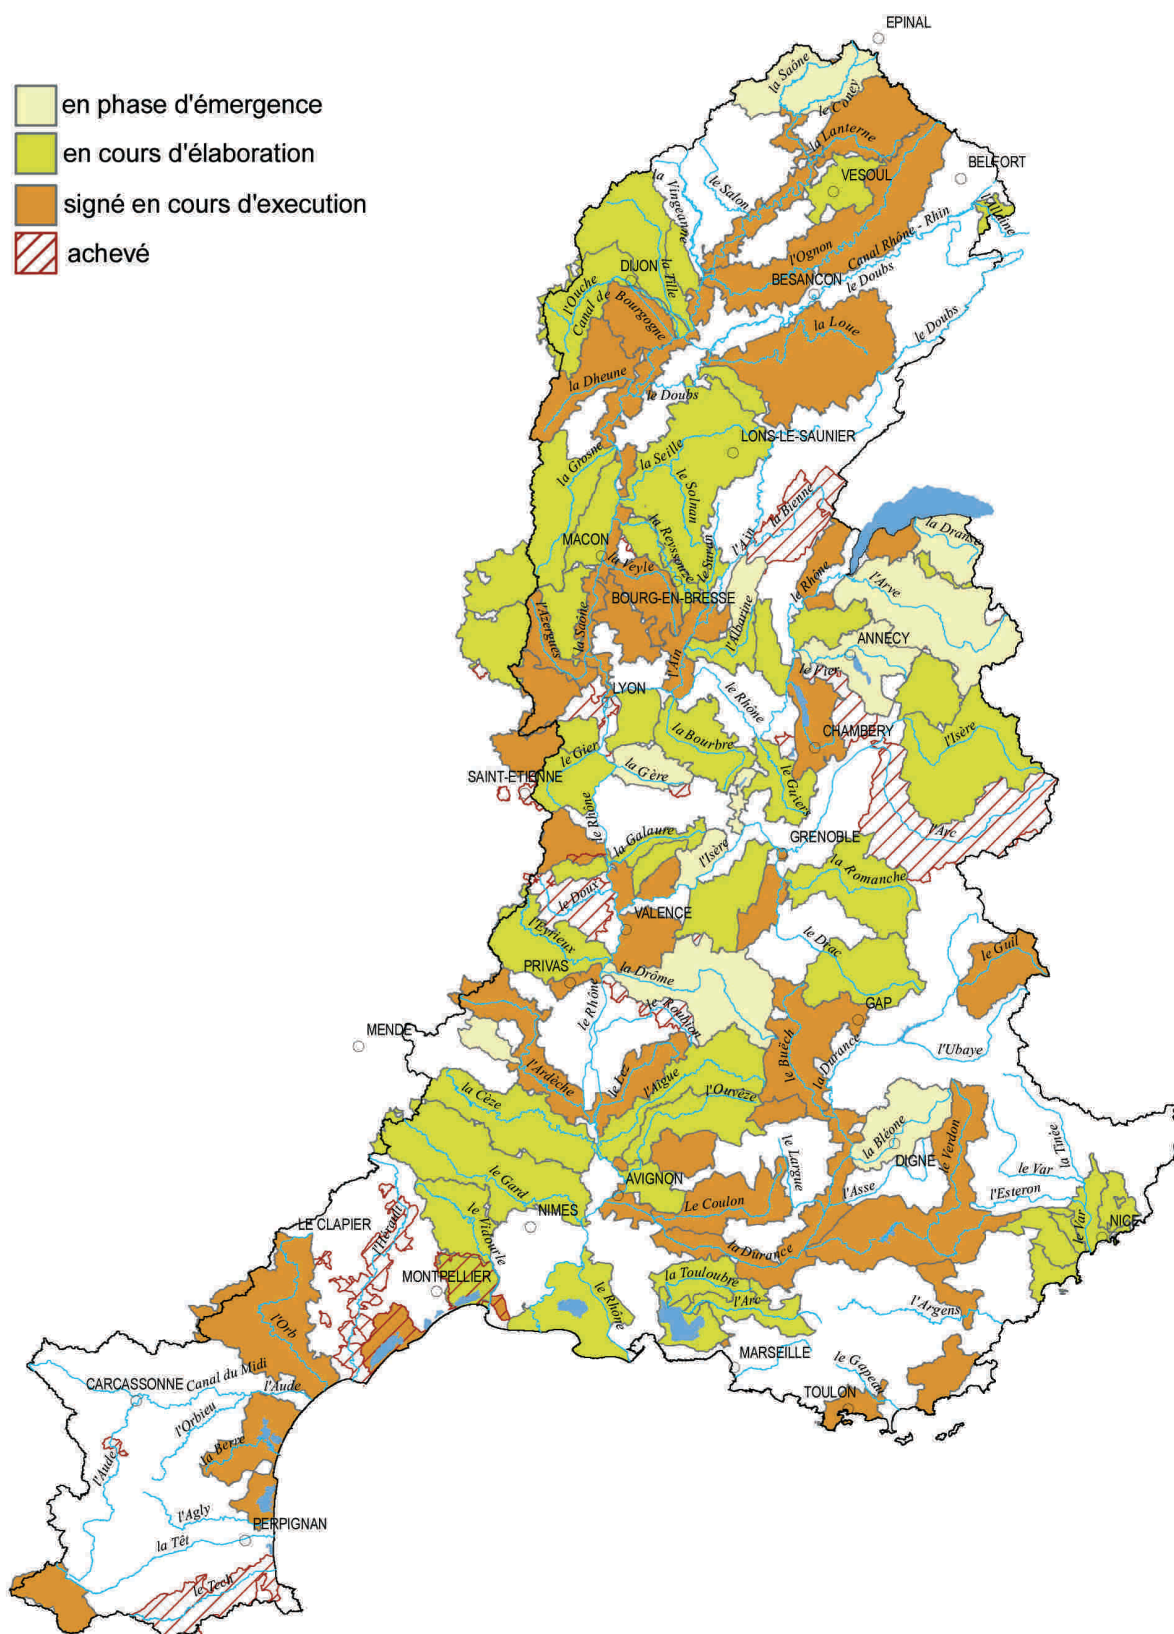 EPINAL
en phase d'émergence
en cours d'élaboration
signé en cours d'execution
achevé
la Saône
le Coney
la Lanterne
BELFORT
VESOUL
l'Allaine
la Vingeanne
le Salon
Canal Rhône - Rhin
l'Ognon
DIJON
la Tille
BESANCON
le Doubs
l'Ouche
Canal de
Bourgogne
la Loue
le Doubs
la Dheune
le Doubs
LONS-LE-SAUNIER
la Grosne
la Seille
le Solnan
la Bienne
la Dranse
l'Ain
MACON
la Reyssouze
le Suran
la Veyle
le Rhône
l'Arve
BOURG-EN-BRESSE
l'Azergues
la Saône
l'Albarine
ANNECY
l'Ain
le Fier
LYON
le Rhône
la Bourbre
CHAMBERY
l'Isère
le Gier
la Gère
SAINT-ETIENNE
le Guiers
le Rhône
l'Arc
la Galaure
l'Isère
GRENOBLE
la Romanche
le Doux
VALENCE
l'Eyrieux
le Drac
le Guil
PRIVAS
la Drôme
le Rhône
le Roubion
GAP
MENDE
l'Ubaye
le Buëch
la Durance
l'Ardèche
le Lez
l'Aigue
l'Ouvèze
la Cèze
la Bléone
le Verdon
la Tinée
le Largue
DIGNE
le Var
le Gard
AVIGNON
l'Asse
l'Esteron
Le Coulon
NIMES
LE CLAPIER
l'Hérault
le Vidourle
le Var
NICE
la Durance
MONTPELLIER
la Touloubre
le Rhône
l'Arc
l'Orb
l'Argens
MARSEILLE
le Gapeau
CARCASSONNE
Canal du Midi
l'Aude
TOULON
l'Orbieu
la Berre
l'Aude
l'Agly
PERPIGNAN
la Têt
le Tech